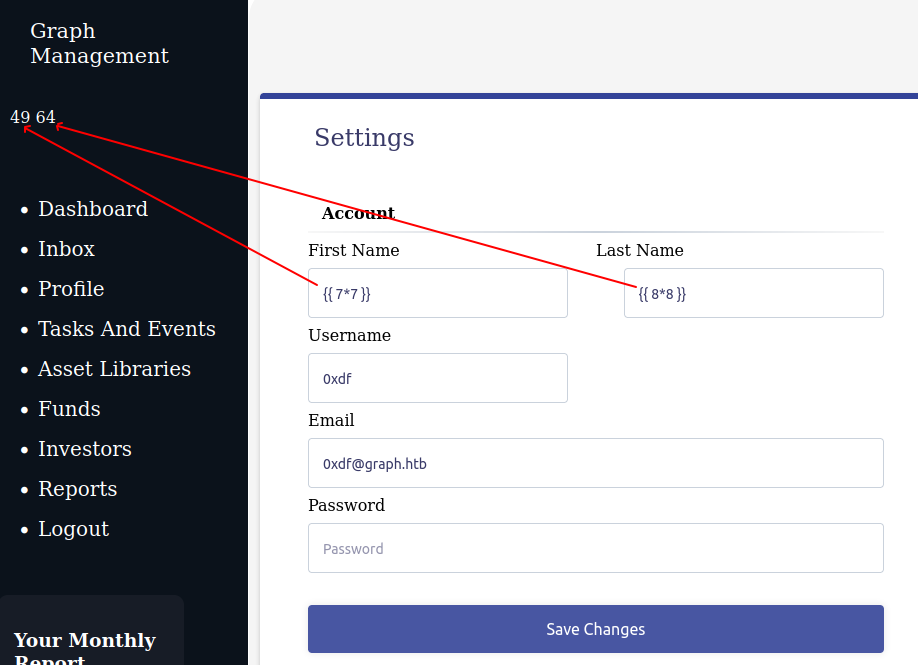 Graph
Management
49 64
Dashboard
Inbox
Profile
Tasks And Events
Asset Libraries
Funds
Investors
Reports
Logout
Your Monthly
Report
Settings
Account
First Name
Last Name
{{ 7*7 }}
{{ 8*8 }}
Username
0xdf
Email
0xdf@graph.htb
Password
Password
Save Changes